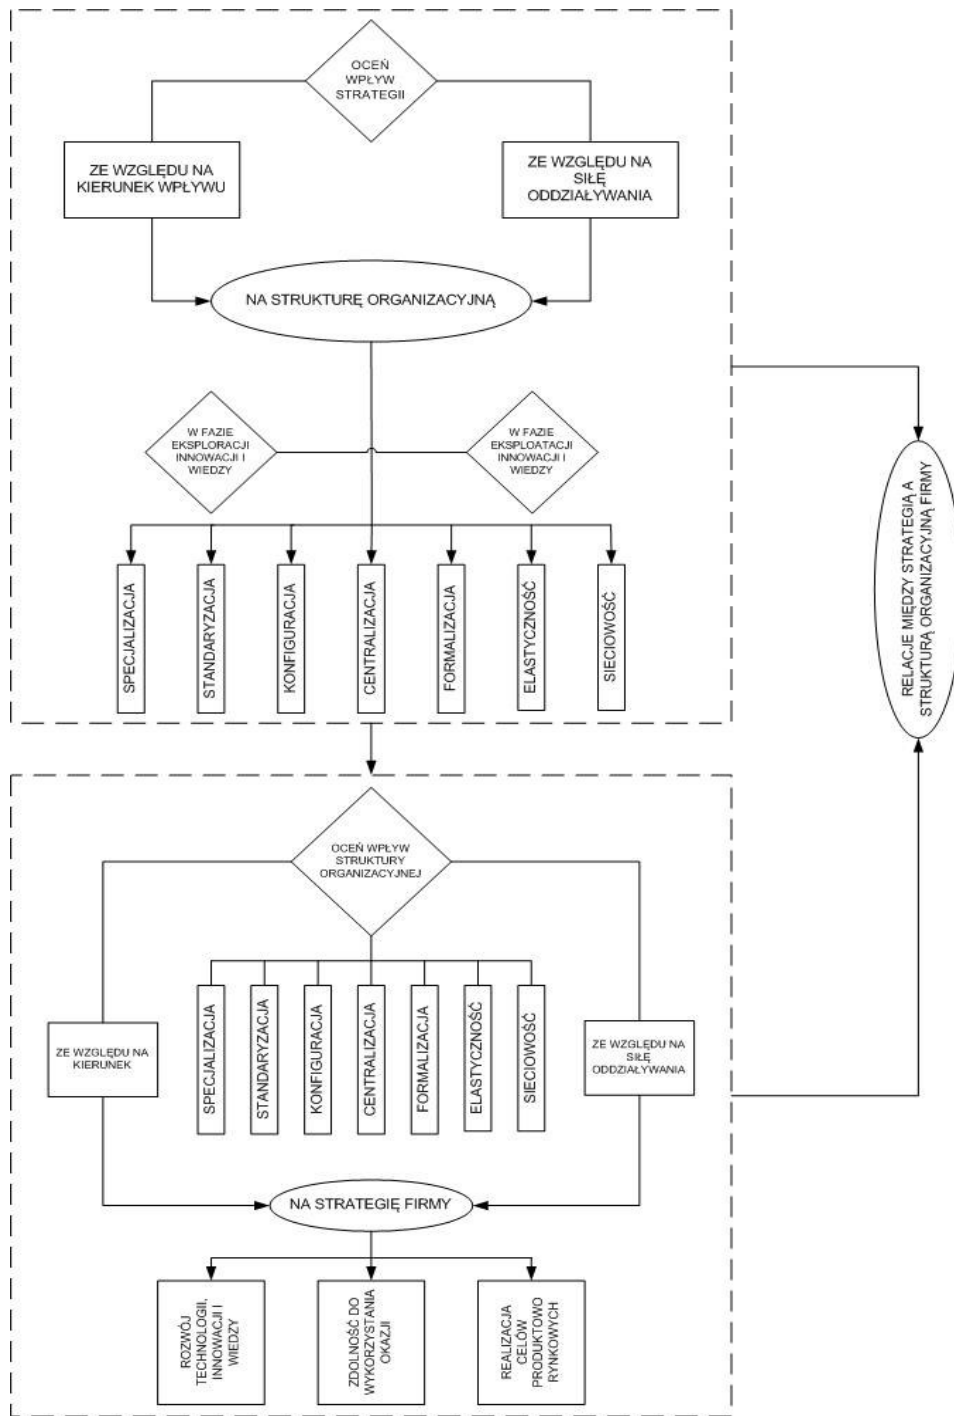 OCEŃ
WPŁYW
STRATEGII
ZE WZGLĘDU NA
KIERUNEK WPŁYWU
ZE WZGLĘDU NA
SIŁĘ
ODDZIAŁYWANIA
NA STRUKTURĘ ORGANIZACYJNĄ
W FAZIE
EKSPLORACJI
INNOWACJI I
WIEDZY
W FAZIE
EKSPLOATACJI
INNOWACJI I
WIEDZY
SPECJALIZACJA
STANDARYZACJA
KONFIGURACJA
CENTRALIZACJA
FORMALIZACJA
ELASTYCZNOŚĆ
SIECIOWOŚĆ
RELACJE MIĘDZY STRATEGIĄ A
STRUKTURĄ ORGANIZACYJNĄ FIRMY
OCEŃ WPŁYW
STRUKTURY
ORGANIZACYJNEJ
ZE WZGLĘDU NA
KIERUNEK
SPECJALIZACJA
STANDARYZACJA
KONFIGURACJA
CENTRALIZACJA
FORMALIZACJA
ELASTYCZNOŚĆ
SIECIOWOŚĆ
ZE WZGLĘDU NA
SIŁĘ
ODDZIAŁYWANIA
NA STRATEGIĘ FIRMY
ROZWÓJ
TECHNOLOGII,
INNOWACJI I
WIEDZY
ZDOLNOŚĆ DO
WYKORZYSTANIA
OKAZJI
REALIZACJA
CELÓW
PRODUKTOWO
RYNKOWYCH